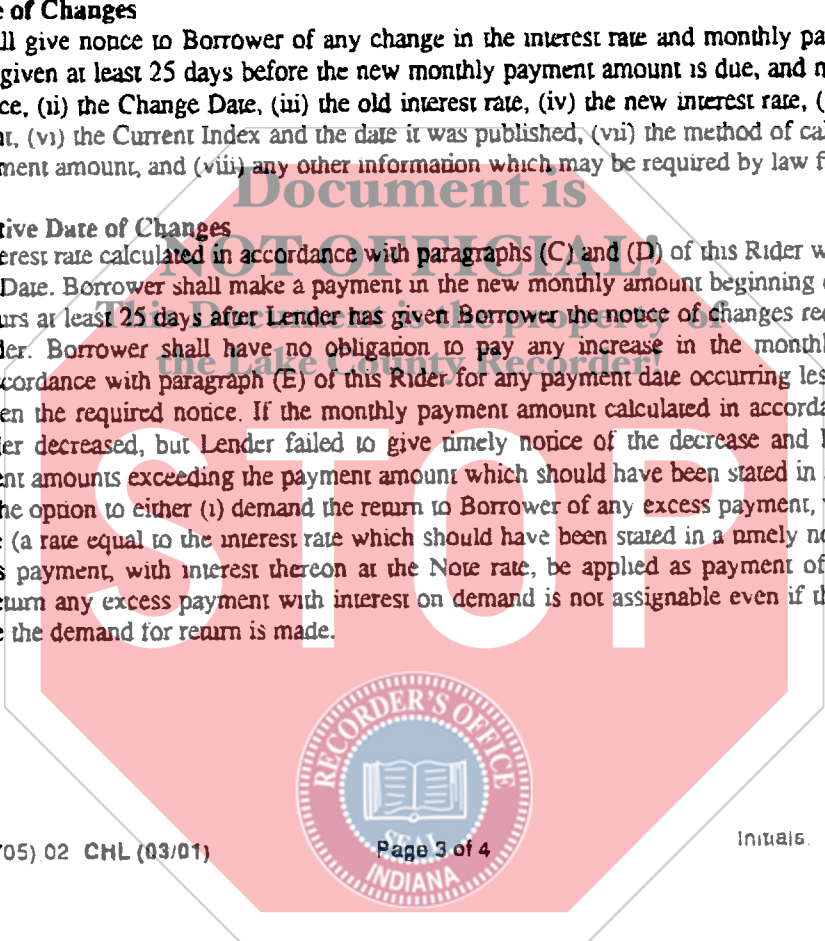 e of Changes
ll give notice to Borrower of any change in the interest rate and monthly pa
given at least 25 days before the new monthly payment amount is due, and
ce, (ii) the Change Date, (iii) the old interest rate, (iv) the new interest rate, (
nt, (vi) the Current Index and the date it was published, (vii) the method of cal
ment amount, and (viii) any other information which may be required by law f
Document is
tive Date of Changes
NOT OFFICIAL!
erest rate calculated in accordance with paragraphs (C) and (D) of this Rider w
Date. Borrower shall make a payment in the new monthly amount beginning
This Document is the property of
urs at least 25 days after Lender has given Borrower the notice of changes rec
the Lake County Recorder!
der. Borrower shall have no obligation to pay any increase in the monthl
ccordance with paragraph (E) of this Rider for any payment date occurring les
en the required notice. If the monthly payment amount calculated in accorda
er decreased, but Lender failed to give timely notice of the decrease and
ent amounts exceeding the payment amount which should have been stated in
he option to either (i) demand the return to Borrower of any excess payment,
e (a rate equal to the interest rate which should have been stated in a timely no
s payment, with interest thereon at the Note rate, be applied as payment of
eturn any excess payment with interest on demand is not assignable even if th
e the demand for return is made.
STOP
RECORDER'S OFFICE
SEAL
INDIANA
705) 02 CHL (03/01)
Page 3 of 4
Initials.